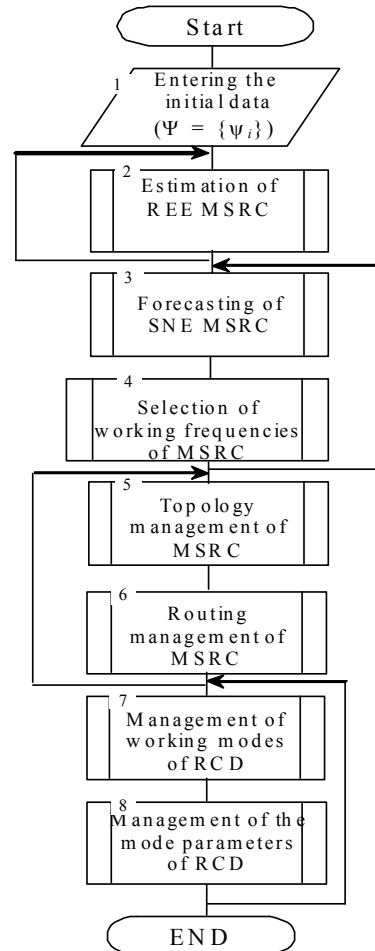 Start
1
Entering the
initial data
(Ψ = {ψ i})
2
Estimation of
REE MSRC
3
Forecasting of
SNE MSRC
4
Selection of
working frequencies
of MSRC
5
Topology
management of
MSRC
6
Routing
management of
MSRC
7
Management of
working modes
of RCD
8
Management of the
mode parameters
of RCD
END